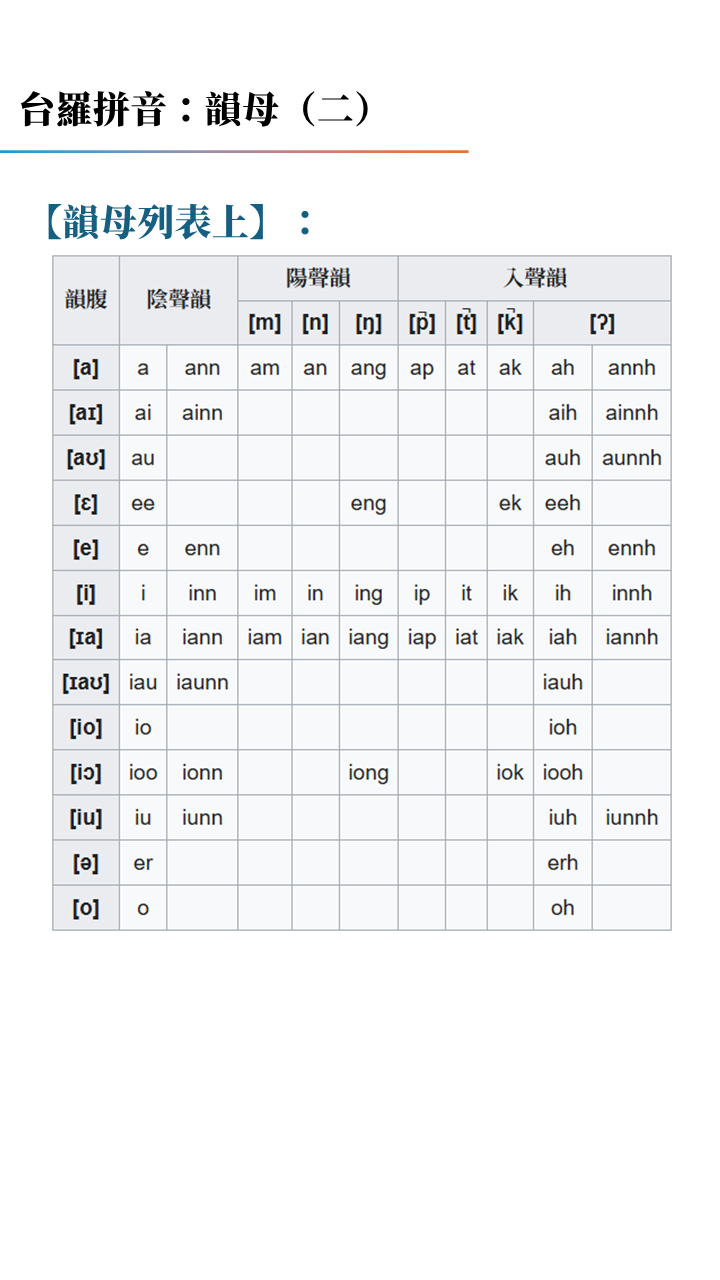 台羅拼音：韻母（二）
【韻母列表上】：
韻腹 陰聲韻 陽聲韻 入聲韻
[m] [n] [ŋ] [p̚] [t̚] [k̚] [ʔ]
[a] a ann am an ang ap at ak ah annh
[aɪ] ai ainn aih ainnh
[aʊ] au auh aunnh
[ɛ] ee eng ek eeh
[e] e enn eh ennh
[i] i inn im in ing ip it ik ih innh
[ɪa] ia iann iam ian iang iap iat iak iah iannh
[ɪaʊ] iau iaunn iauh
[io] io ioh
[iɔ] ioo ionn iong iok iooh
[iu] iu iunn iuh iunnh
[ə] er erh
[o] o oh